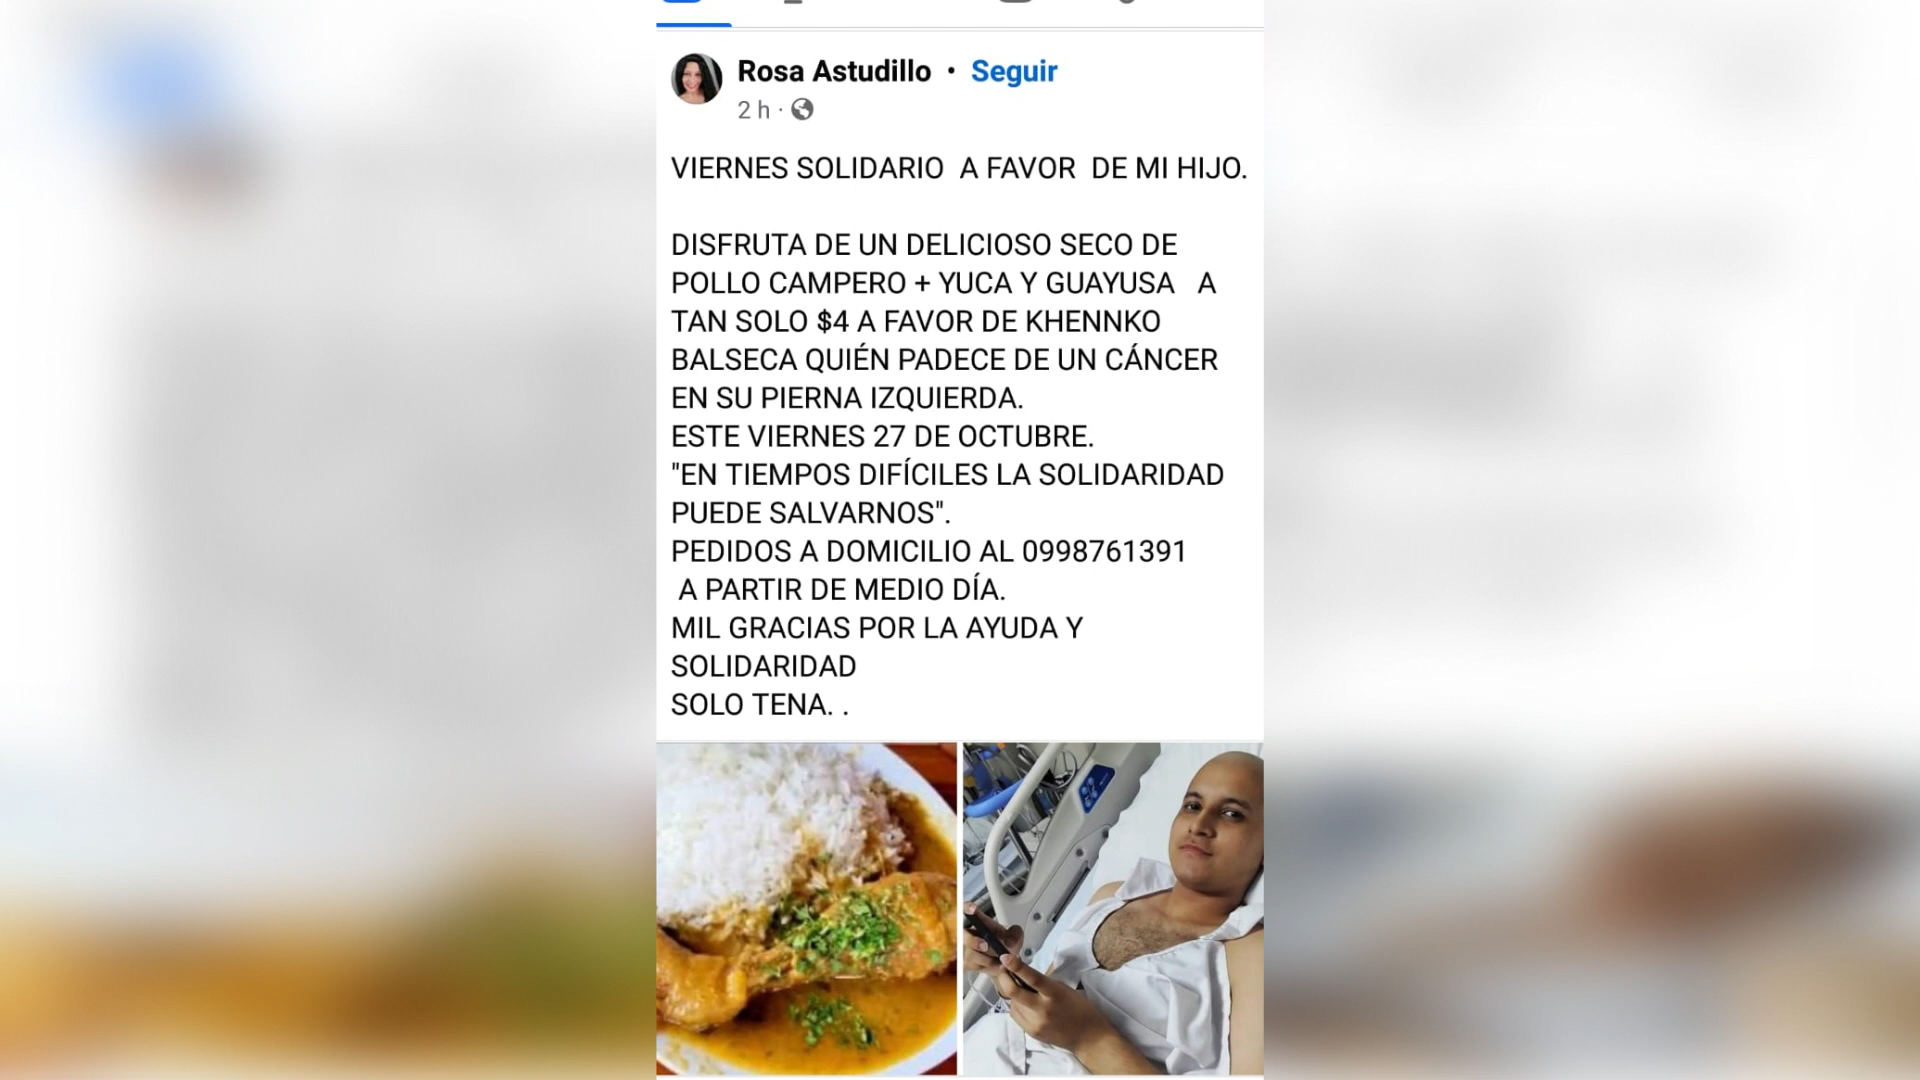 Rosa Astudillo · Seguir
2 h ·
VIERNES SOLIDARIO  A FAVOR  DE MI HIJO.
DISFRUTA DE UN DELICIOSO SECO DE
POLLO CAMPERO + YUCA Y GUAYUSA   A
TAN SOLO $4 A FAVOR DE KHENNKO
BALSECA QUIÉN PADECE DE UN CÁNCER
EN SU PIERNA IZQUIERDA.
ESTE VIERNES 27 DE OCTUBRE.
"EN TIEMPOS DIFÍCILES LA SOLIDARIDAD
PUEDE SALVARNOS".
PEDIDOS A DOMICILIO AL 0998761391
A PARTIR DE MEDIO DÍA.
MIL GRACIAS POR LA AYUDA Y
SOLIDARIDAD
SOLO TENA. .